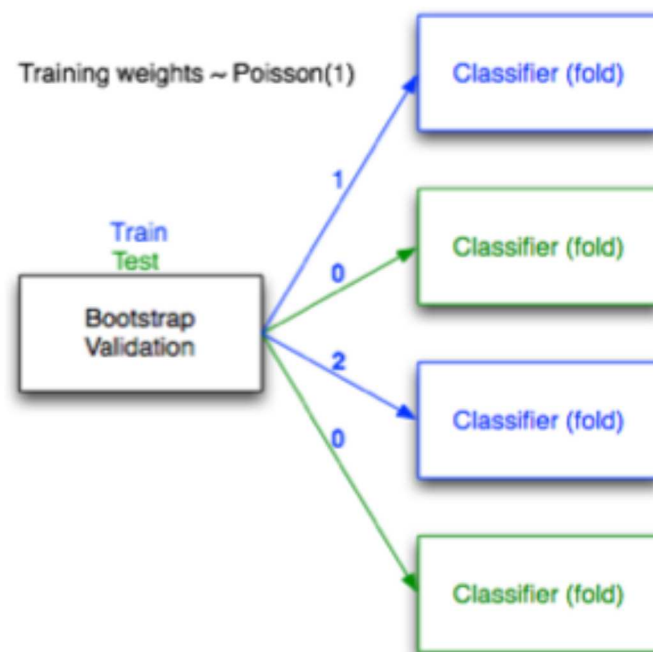 Training weights ~ Poisson(1)
Classifier (fold)
1
Classifier (fold)
Train
Test
0
Bootstrap
Validation
2
Classifier (fold)
0
Classifier (fold)